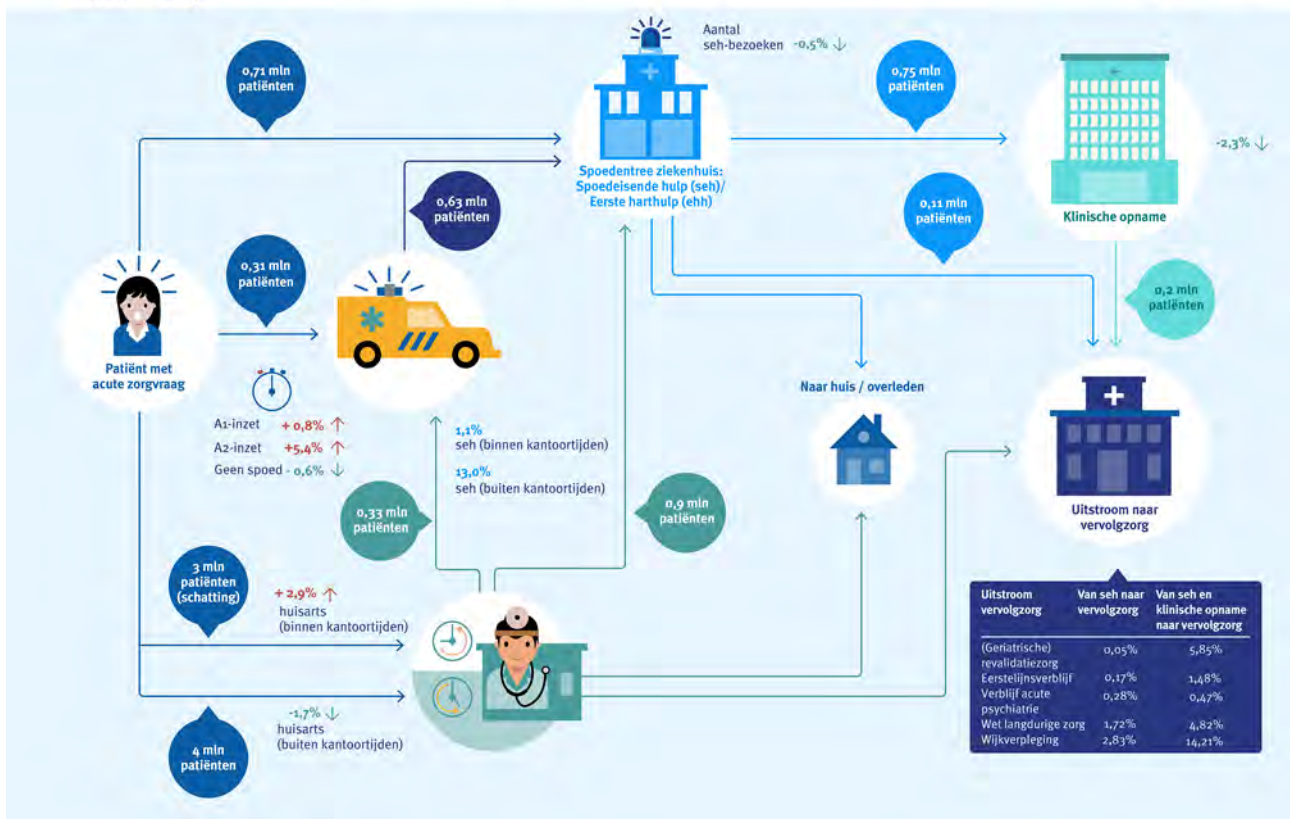 Aantal
seh-bezoeken -0,5% ↓
0,71 mln
patiënten
0,75 mln
patiënten
-2,3% ↓
Spoedentree ziekenhuis:
Spoedeisende hulp (seh)/
Eerste harthulp (ehh)
0,63 mln
patiënten
0,11 mln
patiënten
Klinische opname
0,31 mln
patiënten
0,2 mln
patiënten
Patiënt met
acute zorgvraag
Naar huis / overleden
A1-inzet + 0,8% ↑
A2-inzet +5,4% ↑
Geen spoed - 0,6% ↓
1,1%
seh (binnen kantoortijden)
13,0%
seh (buiten kantoortijden)
0,33 mln
patiënten
0,9 mln
patiënten
Uitstroom naar
vervolgzorg
3 mln
patiënten
(schatting)
+ 2,9% ↑
huisarts
(binnen kantoortijden)
-1,7% ↓
huisarts
(buiten kantoortijden)
4 mln
patiënten
Uitstroom Van seh naar Van seh en
vervolgzorg vervolgzorg klinische opname
naar vervolgzorg
(Geriatrische) 0,05% 5,85%
revalidatiezorg
Eerstelijnsverblijf 0,17% 1,48%
Verblijf acute 0,28% 0,47%
psychiatrie
Wet langdurige zorg 1,72% 4,82%
Wijkverpleging 2,83% 14,21%